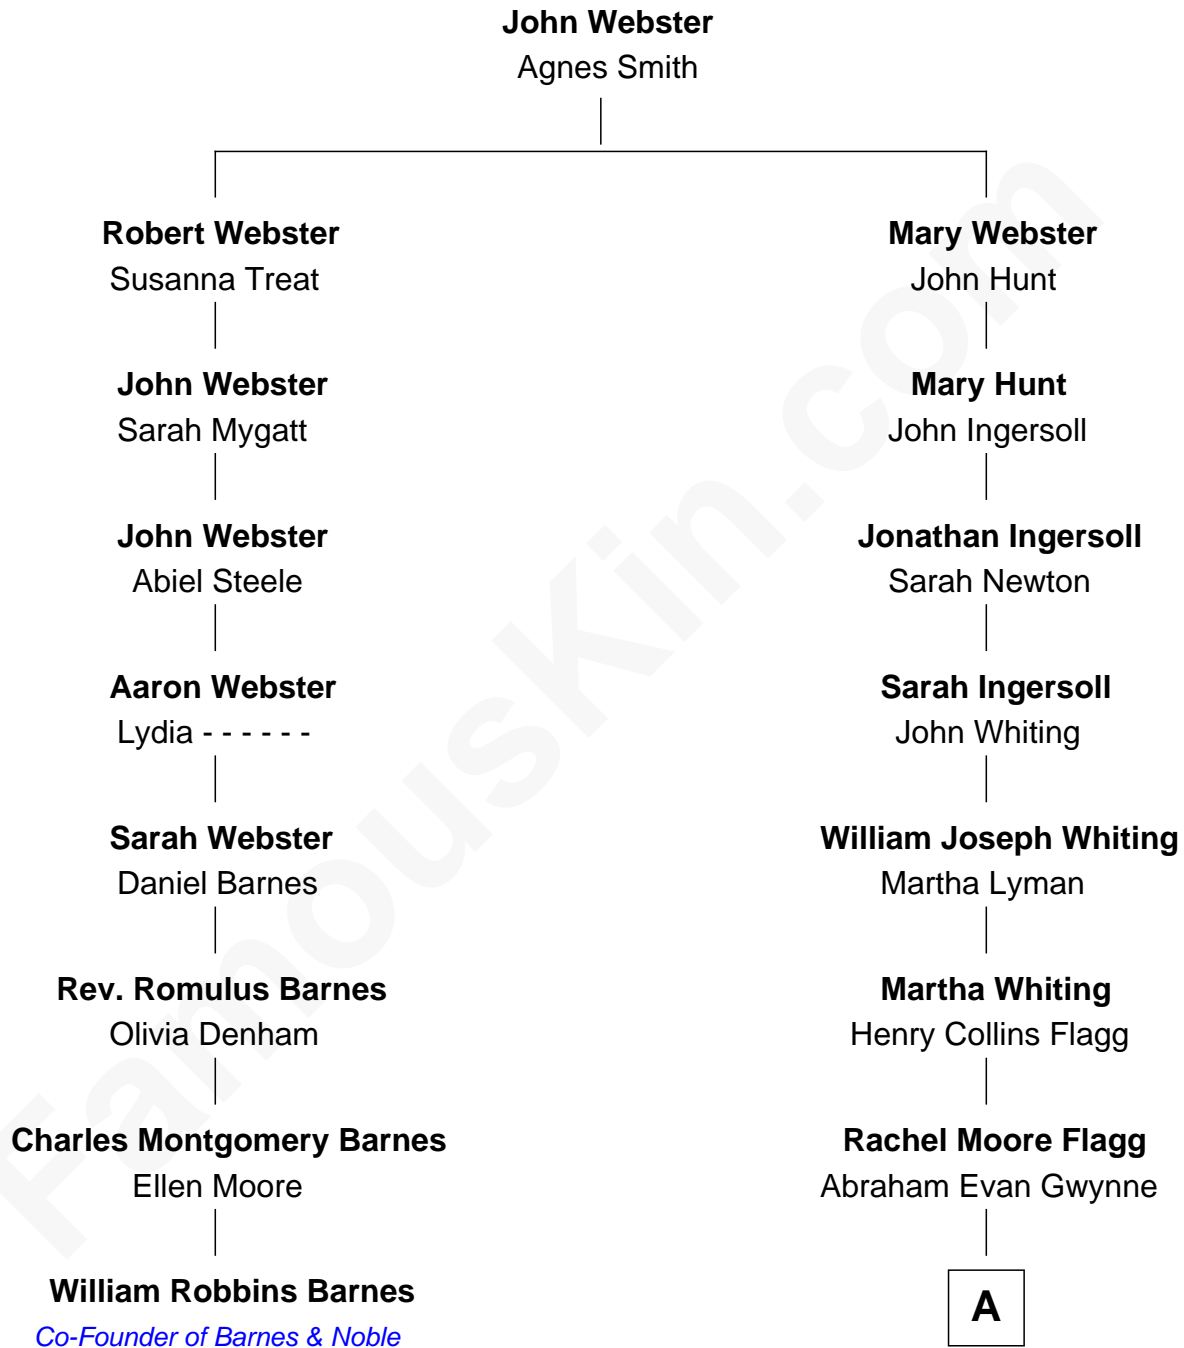 John Webster
Agnes Smith
Robert Webster
Susanna Treat
Mary Webster
John Hunt
John Webster
Sarah Mygatt
Mary Hunt
John Ingersoll
John Webster
Abiel Steele
Jonathan Ingersoll
Sarah Newton
Aaron Webster
Lydia - - - - - -
Sarah Ingersoll
John Whiting
Sarah Webster
Daniel Barnes
William Joseph Whiting
Martha Lyman
Rev. Romulus Barnes
Olivia Denham
Martha Whiting
Henry Collins Flagg
Charles Montgomery Barnes
Ellen Moore
Rachel Moore Flagg
Abraham Evan Gwynne
William Robbins Barnes
Co-Founder of Barnes & Noble
A
FamousKin.com